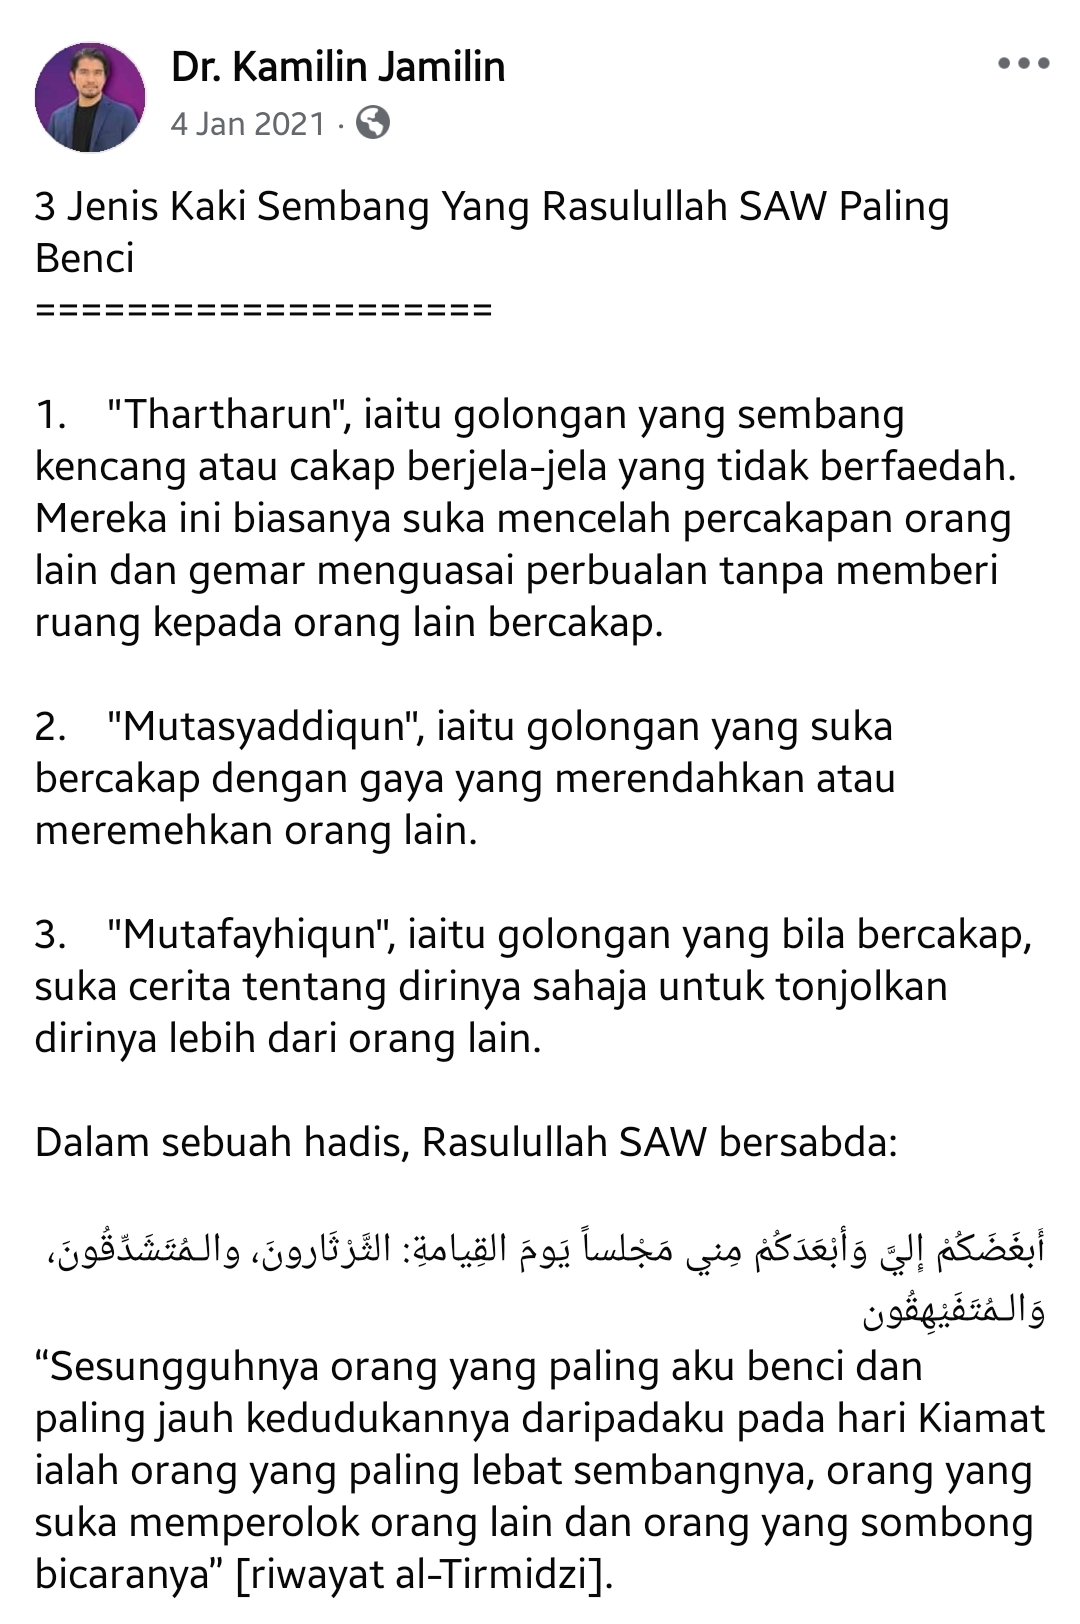 Dr. Kamilin Jamilin
4 Jan 2021 ·
3 Jenis Kaki Sembang Yang Rasulullah SAW Paling
Benci
====================
1. "Thartharun", iaitu golongan yang sembang
kencang atau cakap berjela-jela yang tidak berfaedah.
Mereka ini biasanya suka mencelah percakapan orang
lain dan gemar menguasai perbualan tanpa memberi
ruang kepada orang lain bercakap.
2. "Mutasyaddiqun", iaitu golongan yang suka
bercakap dengan gaya yang merendahkan atau
meremehkan orang lain.
3. "Mutafayhiqun", iaitu golongan yang bila bercakap,
suka cerita tentang dirinya sahaja untuk tonjolkan
dirinya lebih dari orang lain.
Dalam sebuah hadis, Rasulullah SAW bersabda:
أَبغَضَكُمْ إِليَّ وَأبْعَدَكُمْ مِني مَجْلساً يَومَ القِيامةِ: الثَّرْثَارونَ، والـمُتَشَدِّقُونَ،
وَالـمُتَفَيْهِقُون
“Sesungguhnya orang yang paling aku benci dan
paling jauh kedudukannya daripadaku pada hari Kiamat
ialah orang yang paling lebat sembangnya, orang yang
suka memperolok orang lain dan orang yang sombong
bicaranya” [riwayat al-Tirmidzi].